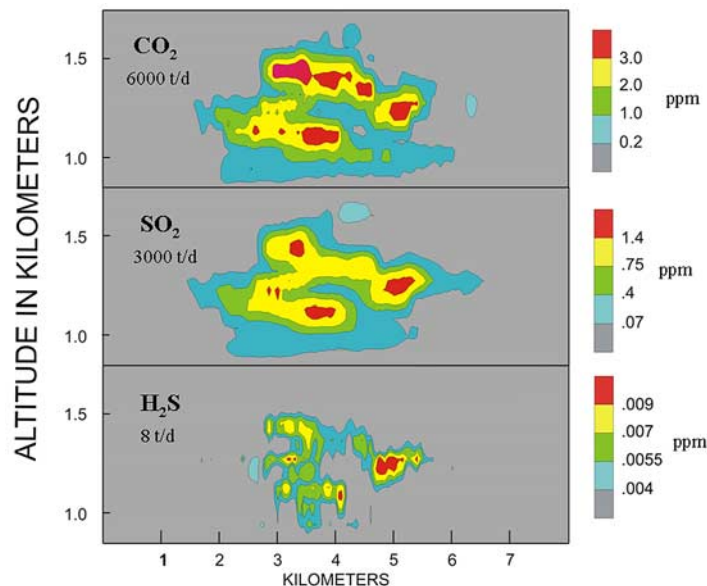 ALTITUDE IN KILOMETERS
CO₂
6000 t/d
1.5
1.0
3.0
2.0
1.0
0.2
ppm
SO₂
3000 t/d
1.5
1.0
1.4
.75
.4
.07
ppm
H₂S
8 t/d
1.5
1.0
.009
.007
.0055
.004
ppm
1 2 3 4 5 6 7
KILOMETERS